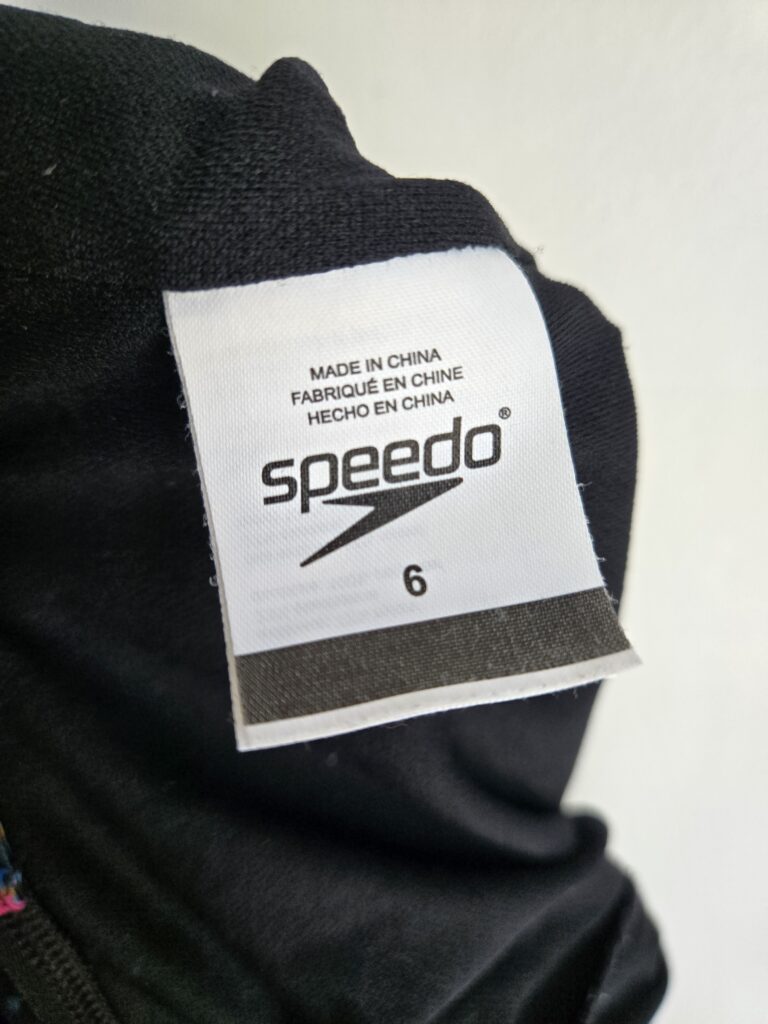 MADE IN CHINA
FABRIQUÉ EN CHINE
HECHO EN CHINA
speedo®
6